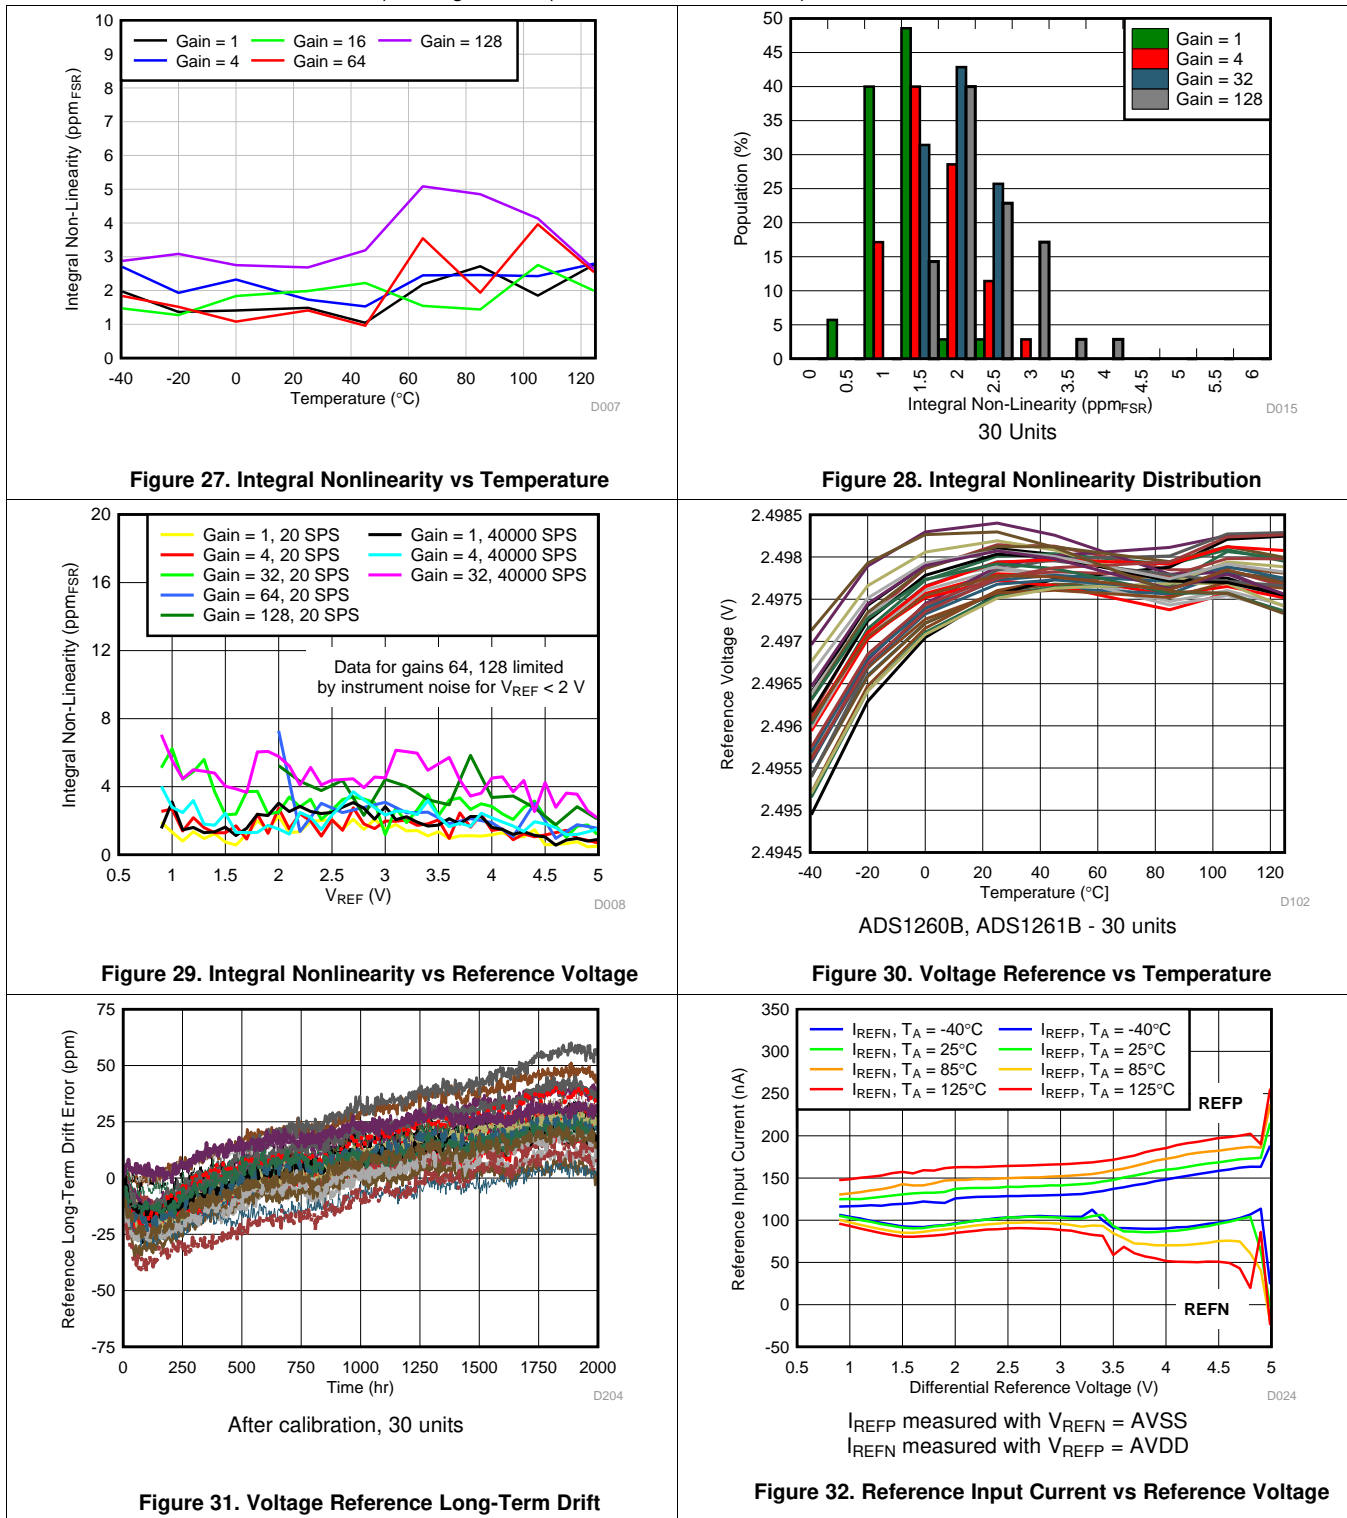 10
9
8
7
6
5
4
3
2
1
0
-40 -20 0 20 40 60 80 100 120
Integral Non-Linearity (ppmFSR)
Temperature (°C)
Gain = 1 Gain = 16 Gain = 128
Gain = 4 Gain = 64
D007
Figure 27. Integral Nonlinearity vs Temperature
50
45
40
35
30
25
20
15
10
5
0
0 0.5 1 1.5 2 2.5 3 3.5 4 4.5 5 5.5 6
Population (%)
Integral Non-Linearity (ppmFSR)
Gain = 1
Gain = 4
Gain = 32
Gain = 128
D015
30 Units
Figure 28. Integral Nonlinearity Distribution
20
16
12
8
4
0
0.5 1 1.5 2 2.5 3 3.5 4 4.5 5
Integral Non-Linearity (ppmFSR)
VREF (V)
Gain = 1, 20 SPS Gain = 1, 40000 SPS
Gain = 4, 20 SPS Gain = 4, 40000 SPS
Gain = 32, 20 SPS Gain = 32, 40000 SPS
Gain = 64, 20 SPS
Gain = 128, 20 SPS
Data for gains 64, 128 limited
by instrument noise for VREF < 2 V
D008
Figure 29. Integral Nonlinearity vs Reference Voltage
2.4985
2.498
2.4975
2.497
2.4965
2.496
2.4955
2.495
2.4945
-40 -20 0 20 40 60 80 100 120
Reference Voltage (V)
Temperature (°C]
D102
ADS1260B, ADS1261B - 30 units
Figure 30. Voltage Reference vs Temperature
75
50
25
0
-25
-50
-75
0 250 500 750 1000 1250 1500 1750 2000
Reference Long-Term Drift Error (ppm)
Time (hr)
D204
After calibration, 30 units
Figure 31. Voltage Reference Long-Term Drift
350
300
250
200
150
100
50
0
-50
0.5 1 1.5 2 2.5 3 3.5 4 4.5 5
Reference Input Current (nA)
Differential Reference Voltage (V)
IREFN, TA = -40°C IREFP, TA = -40°C
IREFN, TA = 25°C IREFP, TA = 25°C
IREFN, TA = 85°C IREFP, TA = 85°C
IREFN, TA = 125°C IREFP, TA = 125°C
REFP
REFN
D024
IREFP measured with VREFN = AVSS
IREFN measured with VREFP = AVDD
Figure 32. Reference Input Current vs Reference Voltage